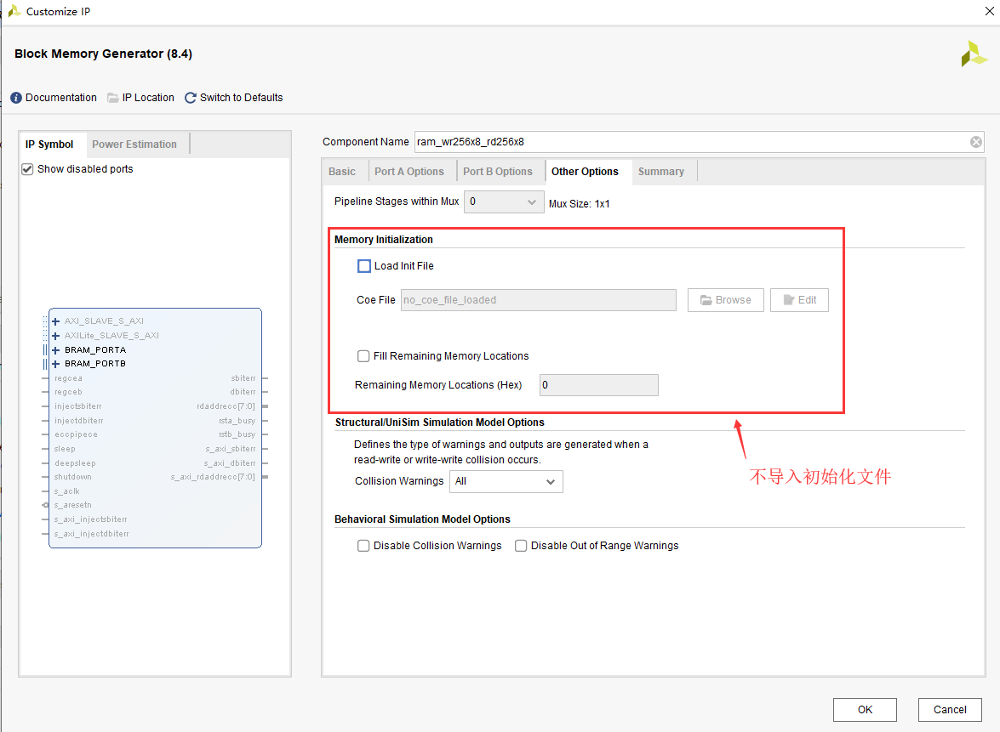 Customize IP
Block Memory Generator (8.4)
Documentation IP Location Switch to Defaults
IP Symbol Power Estimation
Show disabled ports
AXI_SLAVE_S_AXI
AXILite_SLAVE_S_AXI
BRAM_PORTA
BRAM_PORTB
regcea sbiterr
regceb dbiterr
injectsbiterr rdaddrecc[7:0]
injectdbiterr rsta_busy
eccpipece rstb_busy
sleep s_axi_sbiterr
deepsleep s_axi_dbiterr
shutdown s_axi_rdaddrecc[7:0]
s_aclk
s_aresetn
s_axi_injectsbiterr
s_axi_injectdbiterr
Component Name ram_wr256x8_rd256x8
Basic Port A Options Port B Options Other Options Summary
Pipeline Stages within Mux 0 Mux Size: 1x1
Memory Initialization
Load Init File
Coe File no_coe_file_loaded Browse Edit
Fill Remaining Memory Locations
Remaining Memory Locations (Hex) 0
Structural/UniSim Simulation Model Options
Defines the type of warnings and outputs are generated when a
read-write or write-write collision occurs.
Collision Warnings All
不导入初始化文件
Behavioral Simulation Model Options
Disable Collision Warnings Disable Out of Range Warnings
OK Cancel